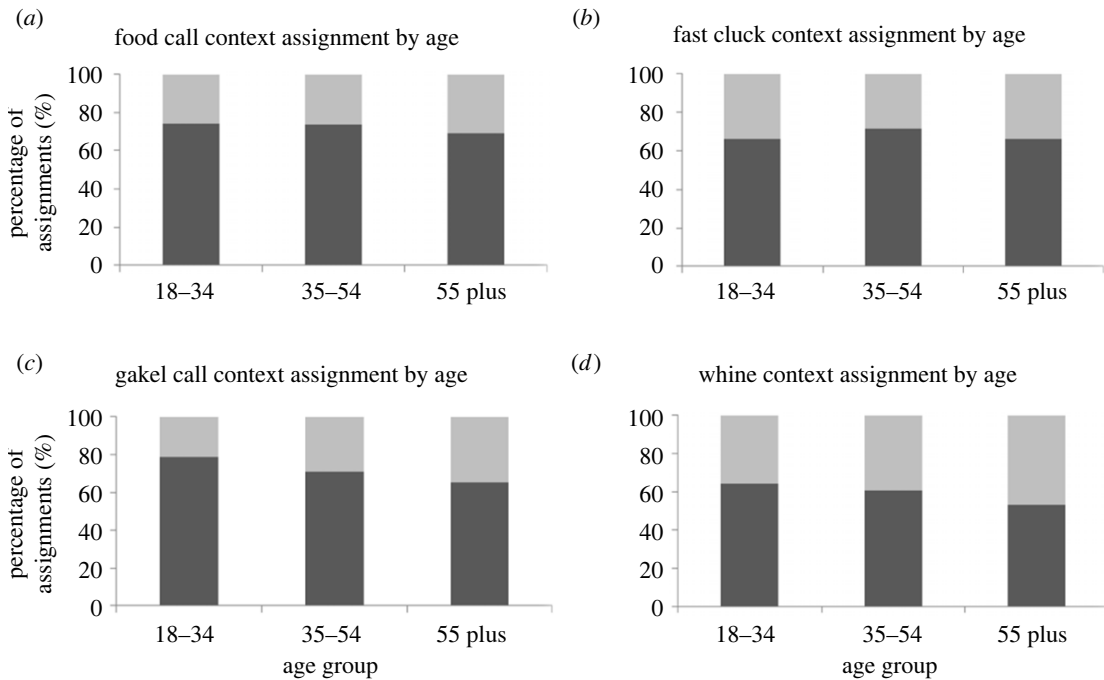 (a)
food call context assignment by age
percentage of
assignments (%)
100
80
60
40
20
0
18–34 35–54 55 plus
(b)
fast cluck context assignment by age
100
80
60
40
20
0
18–34 35–54 55 plus
(c)
gakel call context assignment by age
percentage of
assignments (%)
100
80
60
40
20
0
18–34 35–54 55 plus
age group
(d)
whine context assignment by age
100
80
60
40
20
0
18–34 35–54 55 plus
age group